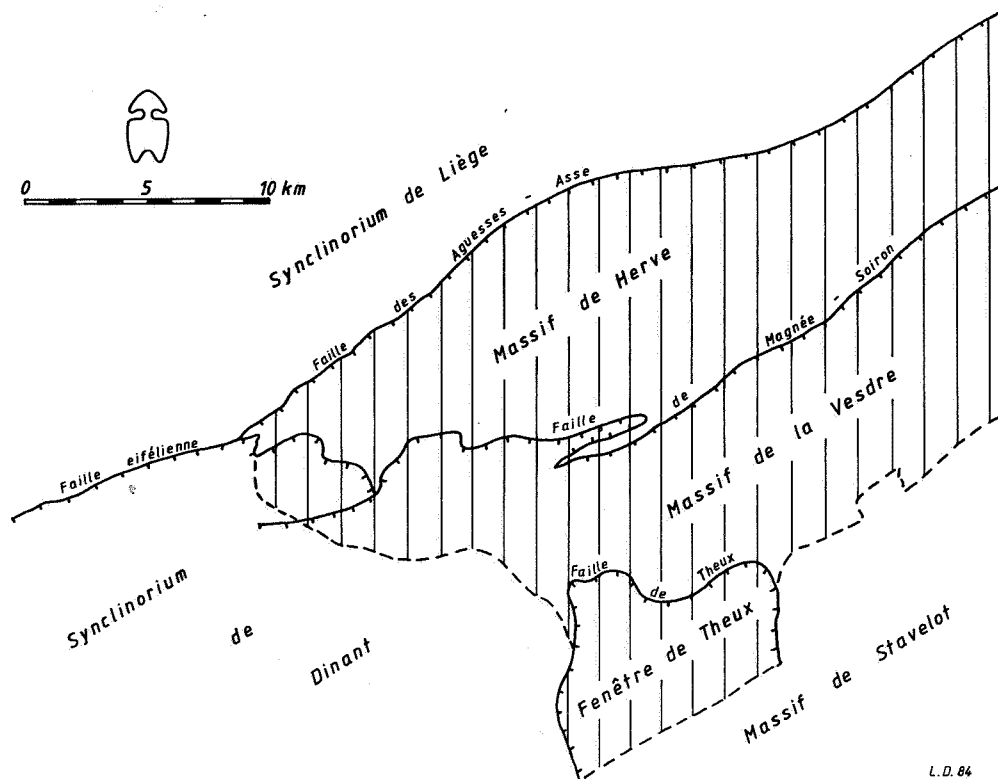 0 5 10 km
Synclinorium de Liège
Faille des Aguesses Asse
Massif de Herve
Faille de Magnée Soiron
Faille eifélienne
Massif de la Vesdre
Synclinorium de Dinant
Faille de Theux
Fenêtre de Theux
Massif de Stavelot
L.D. 84